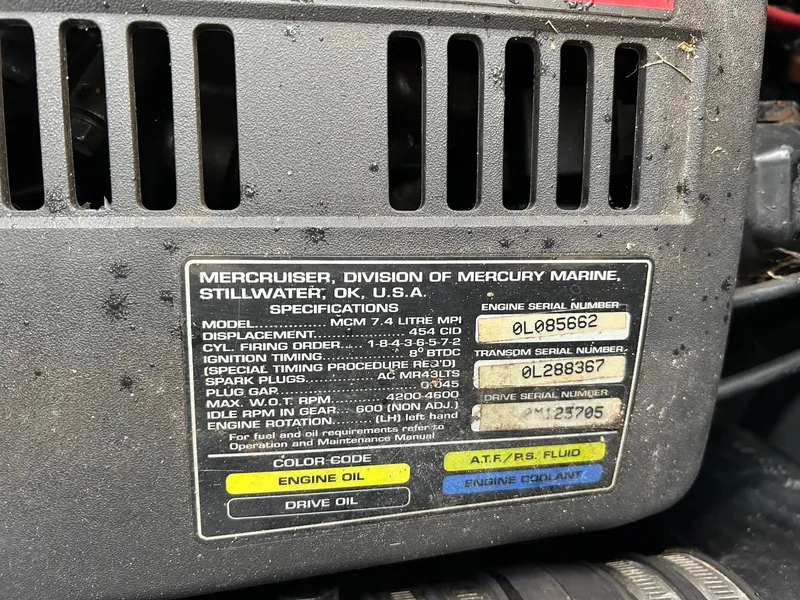 MERCRUISER, DIVISION OF MERCURY MARINE,
STILLWATER, OK, U.S.A.
SPECIFICATIONS
MODEL............... MCM 7.4 LITRE MPI
DISPLACEMENT............... 454 CID
CYL. FIRING ORDER.... 1-8-4-3-6-5-7-2
IGNITION TIMING............... 8° BTDC
(SPECIAL TIMING PROCEDURE REQ'D)
SPARK PLUGS............ AC MR43LTS
PLUG GAP............... 0.045
MAX. W.O.T. RPM............ 4200-4600
IDLE RPM IN GEAR... 600 (NON ADJ.)
ENGINE ROTATION........ (LH) left hand
For fuel and oil requirements refer to
Operation and Maintenance Manual
ENGINE SERIAL NUMBER
0L085662
TRANSOM SERIAL NUMBER
0L288367
DRIVE SERIAL NUMBER
0M123705
COLOR CODE
ENGINE OIL
DRIVE OIL
A.T.F./P.S. FLUID
ENGINE COOLANT